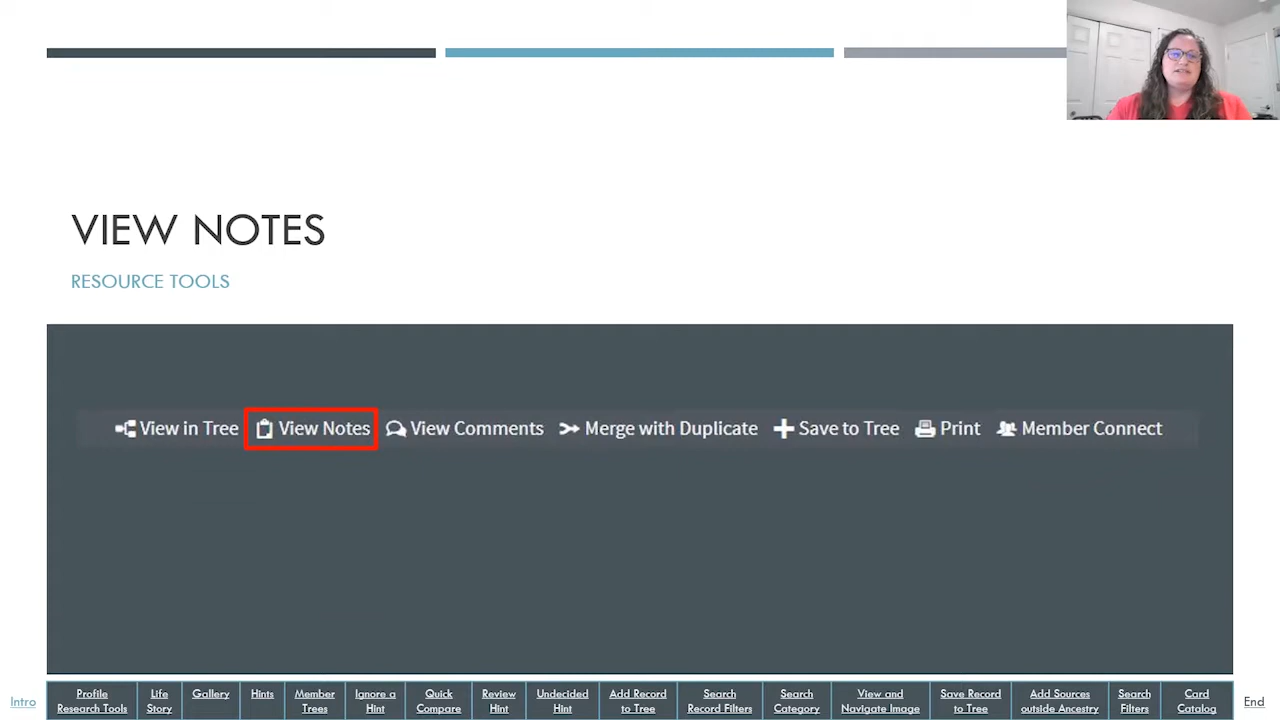 VIEW NOTES
RESOURCE TOOLS
View in Tree View Notes View Comments Merge with Duplicate Save to Tree Print Member Connect
Intro
Profile
Research Tools
Life
Story
Gallery
Hints
Member
Trees
Ignore a
Hint
Quick
Compare
Review
Hint
Undecided
Hint
Add Record
to Tree
Search
Record Filters
Search
Category
View and
Navigate Image
Save Record
to Tree
Add Sources
outside Ancestry
Search
Filters
Card
Catalog
End